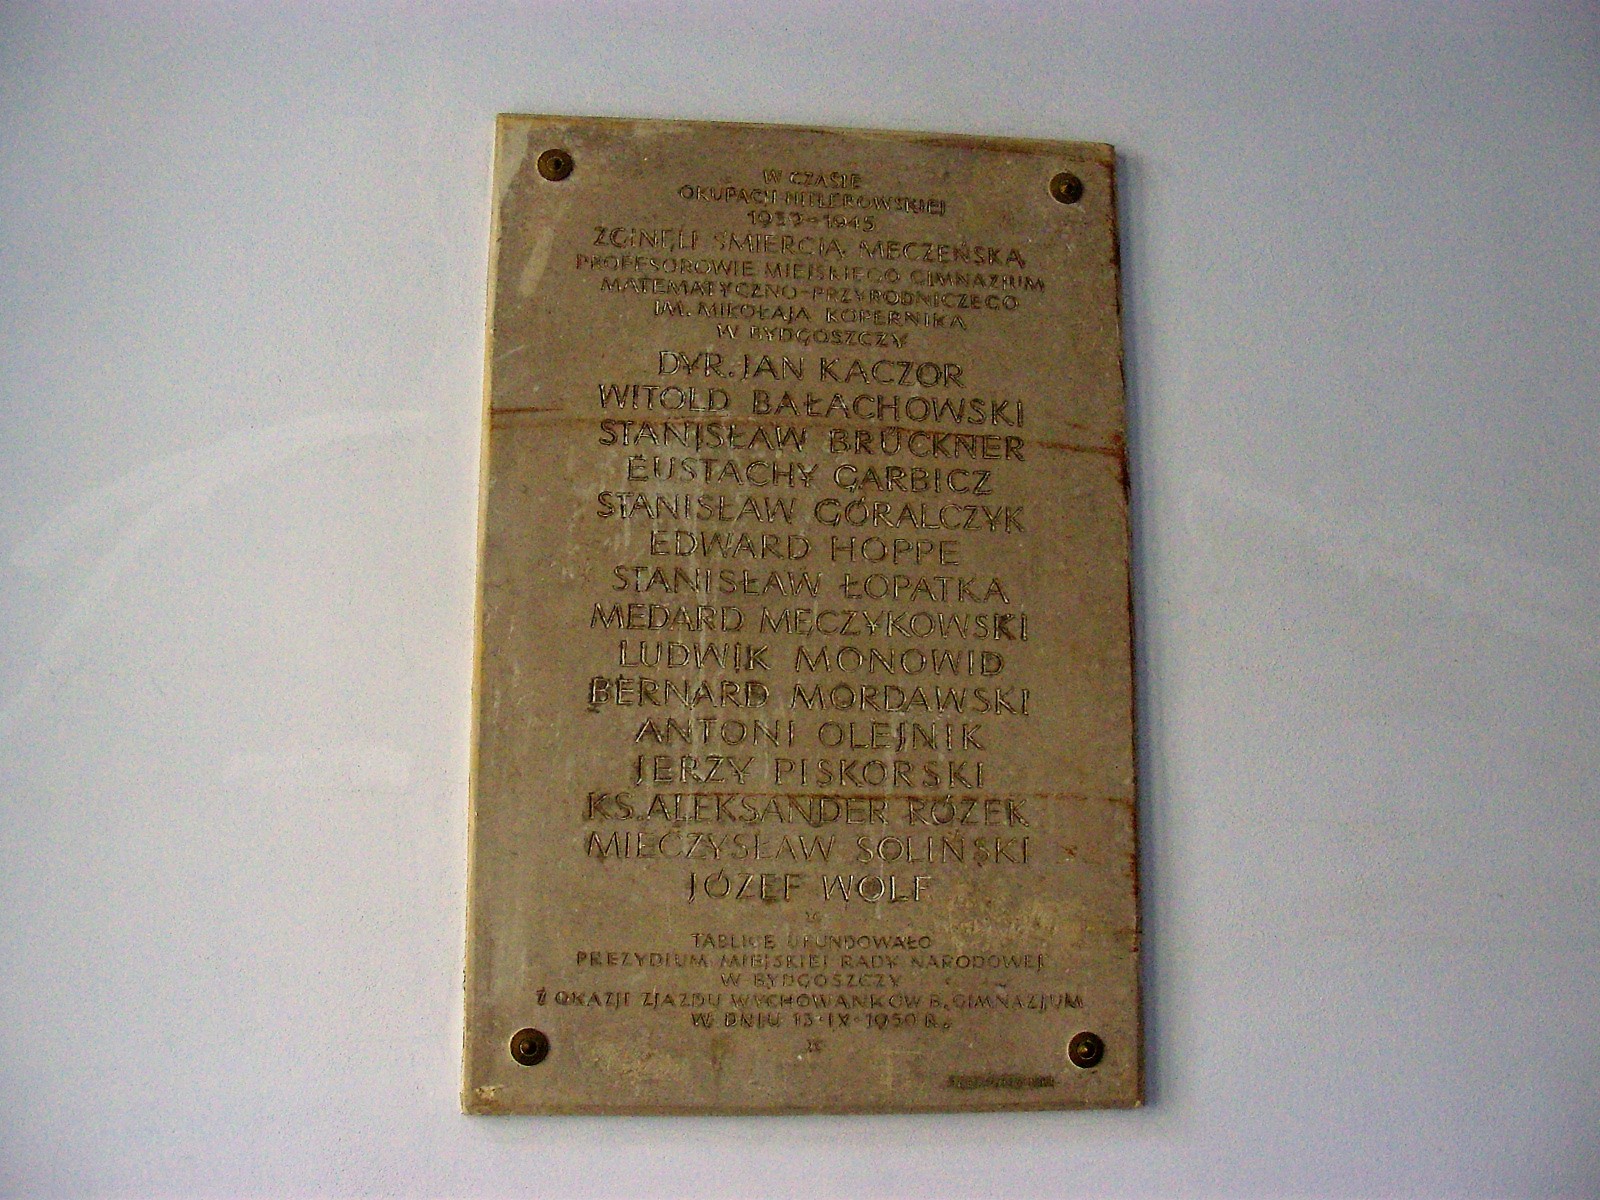 W CZASIE
OKUPACJI HITLEROWSKIEJ
1939-1945
ZGINĘLI ŚMIERCIĄ MĘCZEŃSKĄ
PROFESOROWIE MIEJSKIEGO GIMNAZJUM
MATEMATYCZNO-PRZYRODNICZEGO
IM. MIKOŁAJA KOPERNIKA
W BYDGOSZCZY
DYR. JAN KACZOR
WITOLD BAŁACHOWSKI
STANISŁAW BRÜCKNER
EUSTACHY GARBICZ
STANISŁAW GÓRALCZYK
EDWARD HOPPE
STANISŁAW ŁOPATKA
MEDARD MĘCZYKOWSKI
LUDWIK MONOWID
BERNARD MORDAWSKI
ANTONI OLEJNIK
JERZY PISKORSKI
KS. ALEKSANDER RÓŻEK
MIECZYSŁAW SOLIŃSKI
JÓZEF WOLF
TABLICĘ UFUNDOWAŁO
PREZYDIUM MIEJSKIEJ RADY NARODOWEJ
W BYDGOSZCZY
Z OKAZJI ZJAZDU WYCHOWANKÓW B. GIMNAZJUM
W DNIU 13·IX·1950 R.